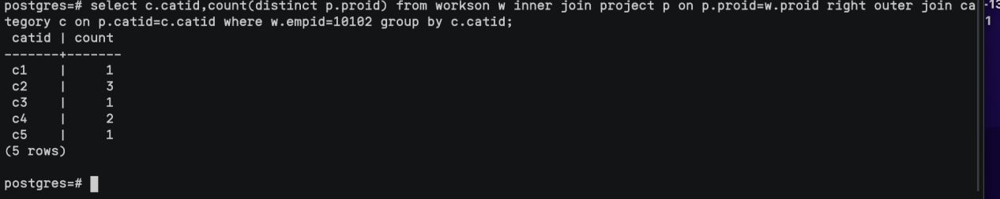 postgres=# select c.catid,count(distinct p.proid) from workson w inner join project p on p.proid=w.proid right outer join ca
tegory c on p.catid=c.catid where w.empid=10102 group by c.catid;
 catid | count
-------+-------
 c1    |     1
 c2    |     3
 c3    |     1
 c4    |     2
 c5    |     1
(5 rows)

postgres=#
-13
1